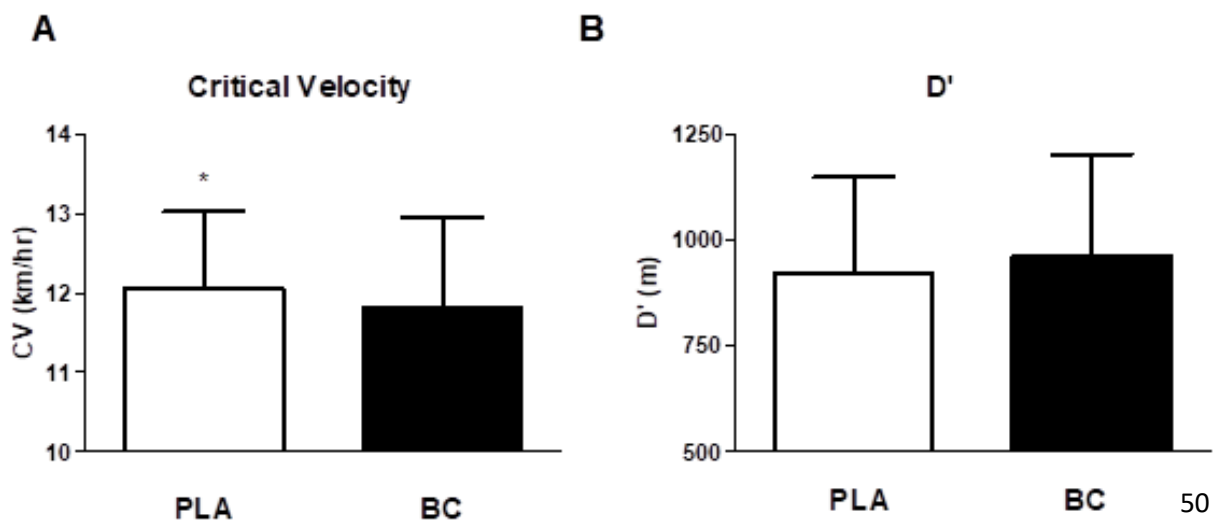 A
Critical Velocity
CV (km/hr)
14
13
12
11
10
*
PLA BC
B
D'
D' (m)
1250
1000
750
500
PLA BC
50